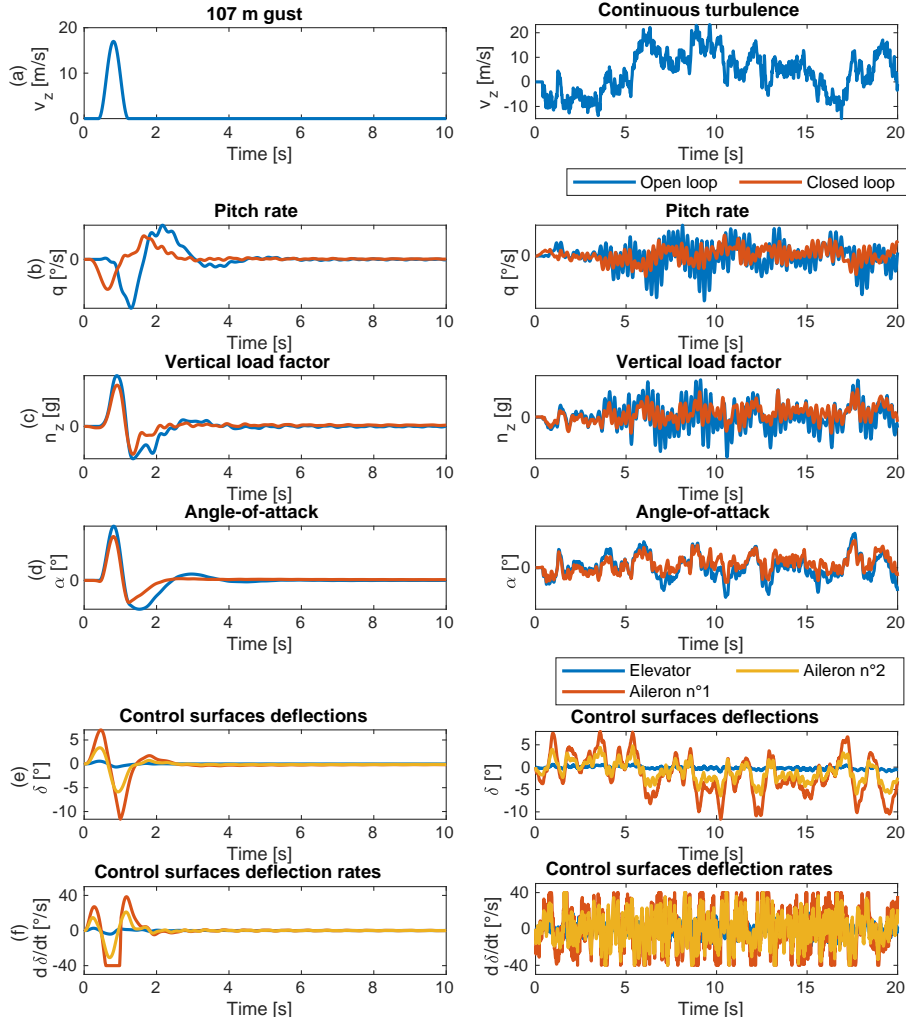 107 m gust
(a)
v_z [m/s]
20
10
0
0 2 4 6 8 10
Time [s]
Continuous turbulence
v_z [m/s]
20
10
0
-10
0 5 10 15 20
Time [s]
Open loop Closed loop
Pitch rate
(b)
q [°/s]
0
0 2 4 6 8 10
Time [s]
Pitch rate
q [°/s]
0
0 5 10 15 20
Time [s]
Vertical load factor
(c)
n_z [g]
0
0 2 4 6 8 10
Time [s]
Vertical load factor
n_z [g]
0
0 5 10 15 20
Time [s]
Angle-of-attack
(d)
α [°]
0
0 2 4 6 8 10
Time [s]
Angle-of-attack
α [°]
0
0 5 10 15 20
Time [s]
Elevator Aileron n°2
Aileron n°1
Control surfaces deflections
(e)
δ [°]
5
0
-5
-10
0 2 4 6 8 10
Time [s]
Control surfaces deflections
δ [°]
5
0
-5
-10
0 5 10 15 20
Time [s]
Control surfaces deflection rates
(f)
d δ/dt [°/s]
40
0
-40
0 2 4 6 8 10
Time [s]
Control surfaces deflection rates
d δ/dt [°/s]
40
0
-40
0 5 10 15 20
Time [s]